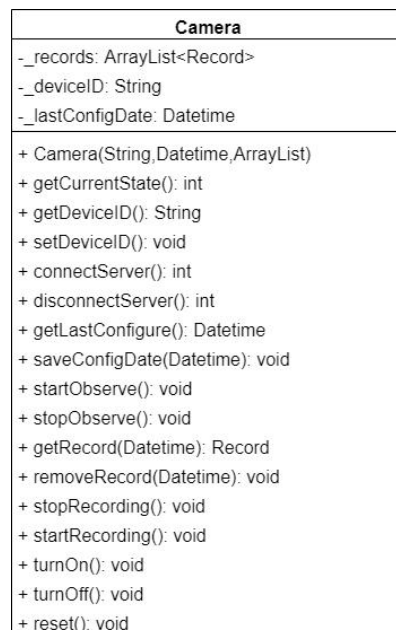 Camera
-_records: ArrayList<Record>
-_deviceID: String
-_lastConfigDate: Datetime
+ Camera(String,Datetime,ArrayList)
+ getCurrentState(): int
+ getDeviceID(): String
+ setDeviceID(): void
+ connectServer(): int
+ disconnectServer(): int
+ getLastConfigure(): Datetime
+ saveConfigDate(Datetime): void
+ startObserve(): void
+ stopObserve(): void
+ getRecord(Datetime): Record
+ removeRecord(Datetime): void
+ stopRecording(): void
+ startRecording(): void
+ turnOn(): void
+ turnOff(): void
+ reset(): void